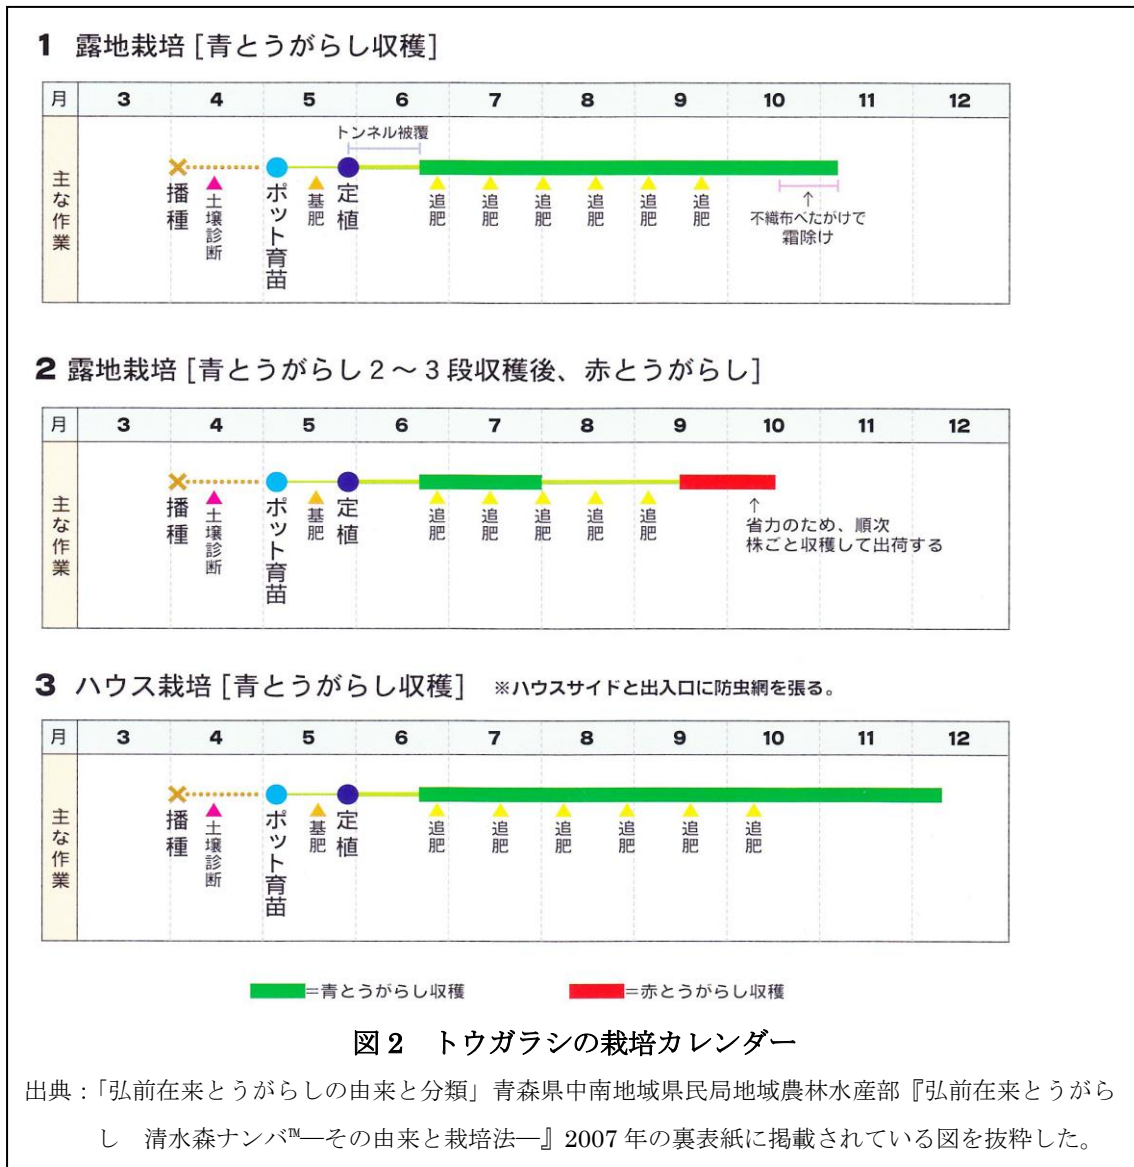 1 露地栽培[青とうがらし収穫]
月 3 4 5 6 7 8 9 10 11 12
主な作業
トンネル被覆
播種
土壌診断
ポット育苗
基肥
定植
追肥
追肥
追肥
追肥
追肥
追肥
↑
不織布べたがけで
霜除け
2 露地栽培[青とうがらし2～3段収穫後、赤とうがらし]
月 3 4 5 6 7 8 9 10 11 12
主な作業
播種
土壌診断
ポット育苗
基肥
定植
追肥
追肥
追肥
追肥
追肥
↑
省力のため、順次
株ごと収穫して出荷する
3 ハウス栽培[青とうがらし収穫] ※ハウスサイドと出入口に防虫網を張る。
月 3 4 5 6 7 8 9 10 11 12
主な作業
播種
土壌診断
ポット育苗
基肥
定植
追肥
追肥
追肥
追肥
追肥
追肥
=青とうがらし収穫 =赤とうがらし収穫
図2 トウガラシの栽培カレンダー
出典：「弘前在来とうがらしの由来と分類」青森県中南地域県民局地域農林水産部『弘前在来とうがら
し 清水森ナンバ™―その由来と栽培法―』2007年の裏表紙に掲載されている図を抜粋した。